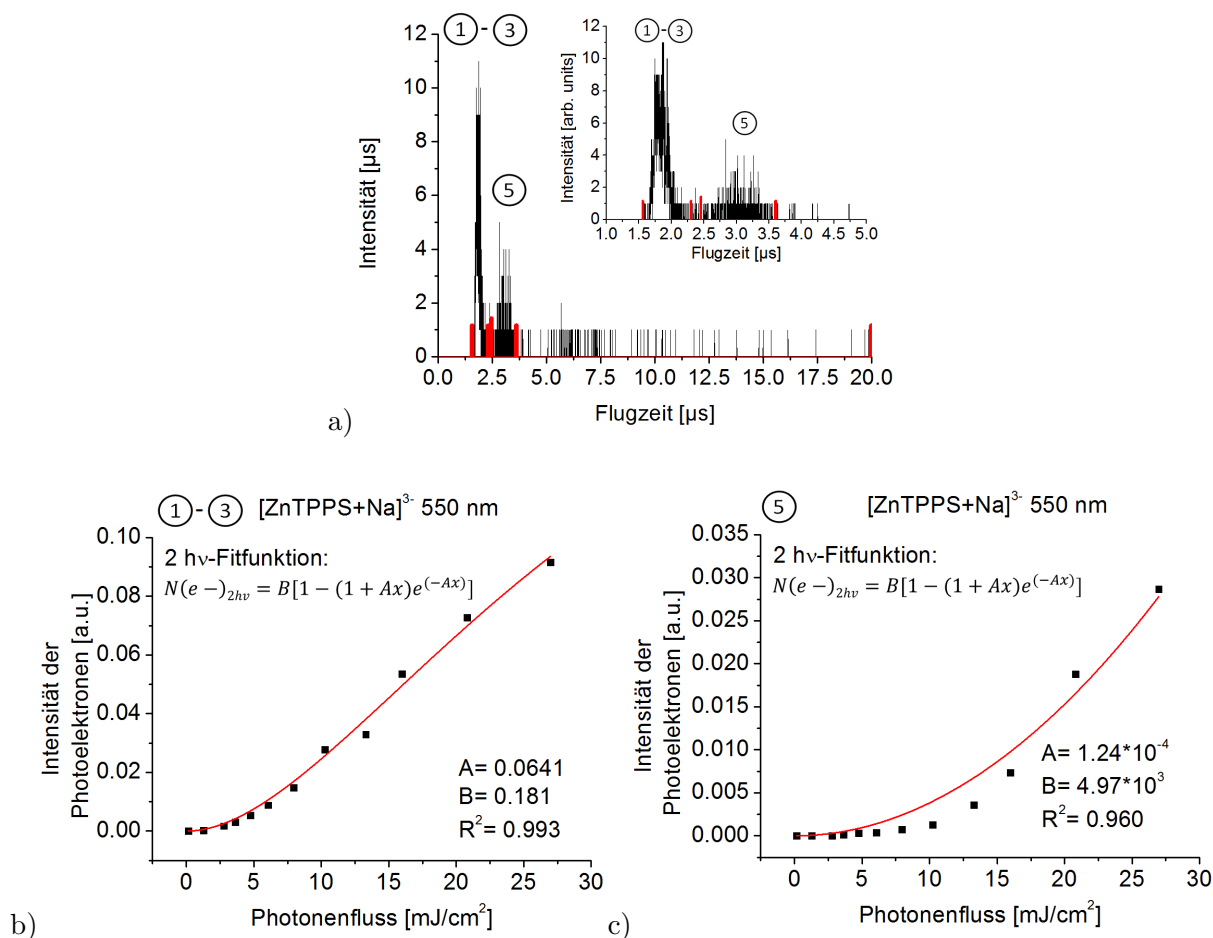 ① - ③
12
10
8
6
4
2
0
Intensität [µs]
⑤
0.0 2.5 5.0 7.5 10.0 12.5 15.0 17.5 20.0
Flugzeit [µs]
① - ③
12
10
8
6
4
2
0
Intensität [arb. units]
⑤
1.0 1.5 2.0 2.5 3.0 3.5 4.0 4.5 5.0
Flugzeit [µs]
a)
① - ③ [ZnTPPS+Na]³⁻ 550 nm
2 hν-Fitfunktion:
N(e −)₂ₕᵥ = B[1 − (1 + Ax)e^(−Ax)]
0.10
0.08
0.06
0.04
0.02
0.00
Intensität der
Photoelektronen [a.u.]
A= 0.0641
B= 0.181
R²= 0.993
0 5 10 15 20 25 30
Photonenfluss [mJ/cm²]
b)
⑤ [ZnTPPS+Na]³⁻ 550 nm
2 hν-Fitfunktion:
N(e −)₂ₕᵥ = B[1 − (1 + Ax)e^(−Ax)]
0.035
0.030
0.025
0.020
0.015
0.010
0.005
0.000
Intensität der
Photoelektronen [a.u.]
A= 1.24*10⁻⁴
B= 4.97*10³
R²= 0.960
0 5 10 15 20 25 30
Photonenfluss [mJ/cm²]
c)